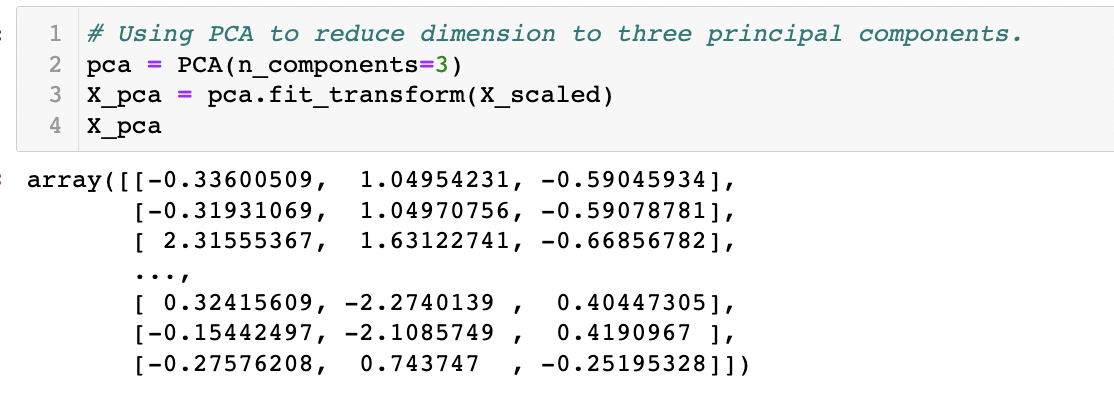 1 # Using PCA to reduce dimension to three principal components.
2 pca = PCA(n_components=3)
3 X_pca = pca.fit_transform(X_scaled)
4 X_pca
array([[-0.33600509,  1.04954231, -0.59045934],
       [-0.31931069,  1.04970756, -0.59078781],
       [ 2.31555367,  1.63122741, -0.66856782],
       ...,
       [ 0.32415609, -2.2740139 ,  0.40447305],
       [-0.15442497, -2.1085749 ,  0.4190967 ],
       [-0.27576208,  0.743747  , -0.25195328]])